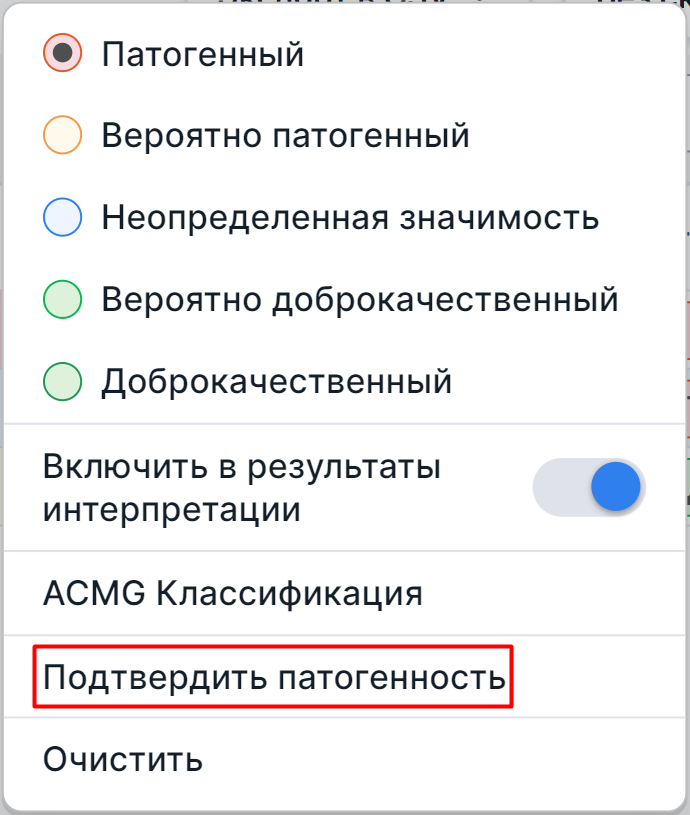 Патогенный
Вероятно патогенный
Неопределенная значимость
Вероятно доброкачественный
Доброкачественный
Включить в результаты
интерпретации
ACMG Классификация
Подтвердить патогенность
Очистить